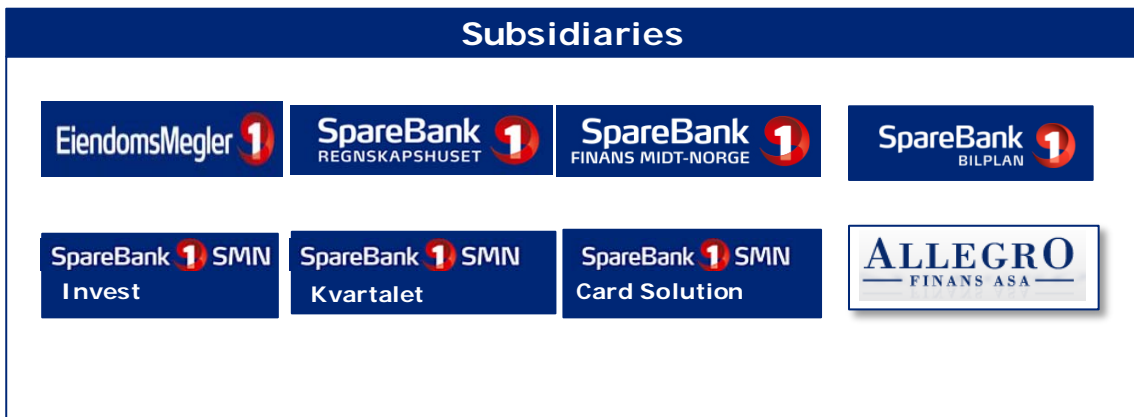 Subsidiaries
EiendomsMegler 1
SpareBank 1
REGNSKAPSHUSET
SpareBank 1
FINANS MIDT-NORGE
SpareBank 1
BILPLAN
SpareBank 1 SMN
Invest
SpareBank 1 SMN
Kvartalet
SpareBank 1 SMN
Card Solution
ALLEGRO
FINANS ASA